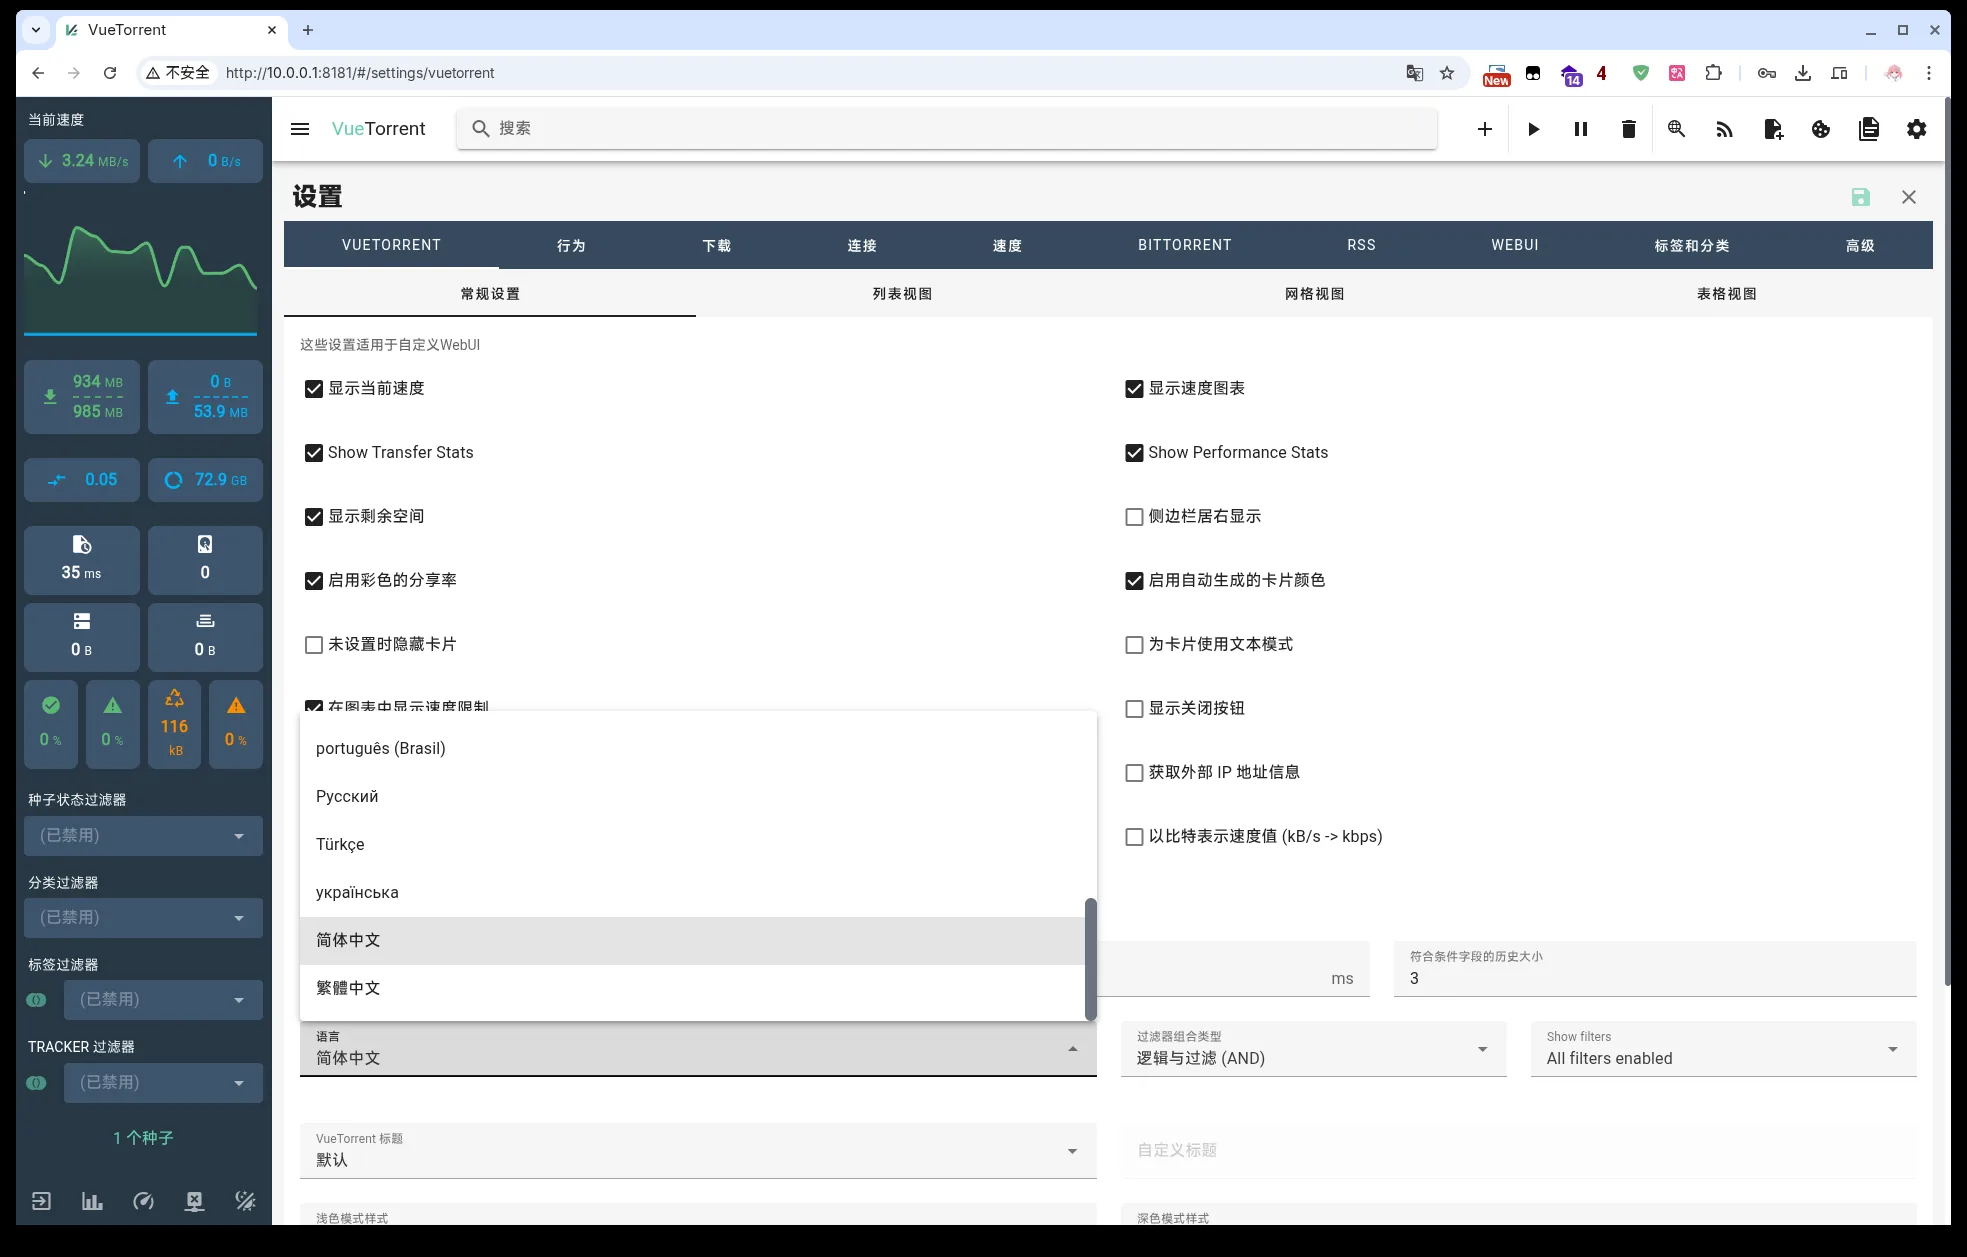 VueTorrent
不安全
http://10.0.0.1:8181/#/settings/vuetorrent
New
14
4
当前速度
3.24 MB/s
0 B/s
934 MB
985 MB
0 B
53.9 MB
0.05
72.9 GB
35 ms
0
0 B
0 B
0 %
0 %
116 kB
0 %
种子状态过滤器
(已禁用)
分类过滤器
(已禁用)
标签过滤器
(已禁用)
TRACKER 过滤器
(已禁用)
1 个种子
VueTorrent
搜索
设置
VUETORRENT
行为
下载
连接
速度
BITTORRENT
RSS
WEBUI
标签和分类
高级
常规设置
列表视图
网格视图
表格视图
这些设置适用于自定义WebUI
显示当前速度
显示速度图表
Show Transfer Stats
Show Performance Stats
显示剩余空间
侧边栏居右显示
启用彩色的分享率
启用自动生成的卡片颜色
未设置时隐藏卡片
为卡片使用文本模式
在图表中显示速度限制
显示关闭按钮
获取外部 IP 地址信息
以比特表示速度值 (kB/s -> kbps)
português (Brasil)
Русский
Türkçe
українська
简体中文
繁體中文
ms
符合条件字段的历史大小
3
语言
简体中文
过滤器组合类型
逻辑与过滤 (AND)
Show filters
All filters enabled
VueTorrent 标题
默认
自定义标题
浅色模式样式
深色模式样式